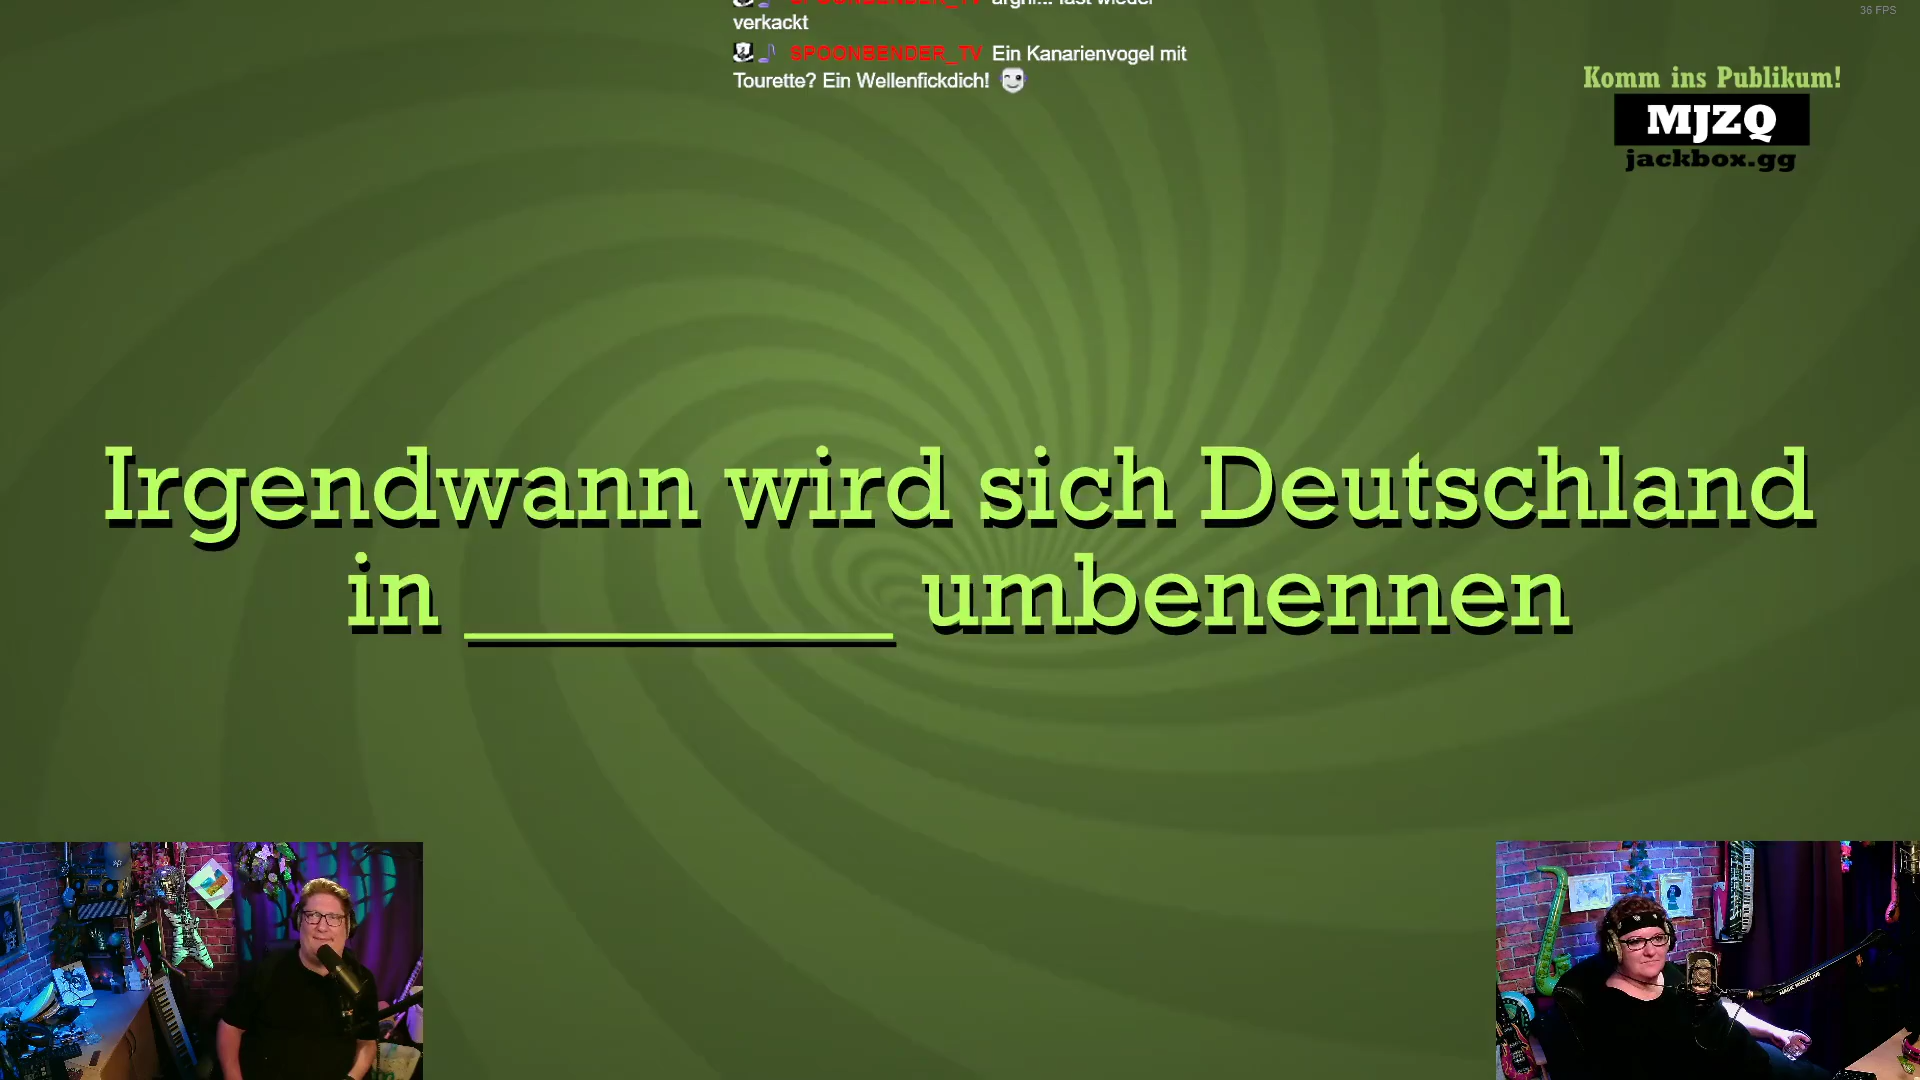 verkackt
SPOONBENDER_TV Ein Kanarienvogel mit
Tourette? Ein Wellenfickdich!
36 FPS
Komm ins Publikum!
MJZQ
jackbox.gg
Irgendwann wird sich Deutschland
in __________ umbenennen